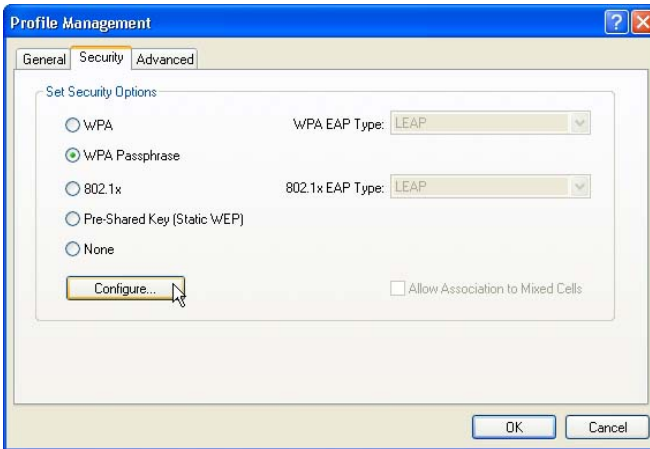 Profile Management
General Security Advanced
Set Security Options
WPA WPA EAP Type: LEAP
WPA Passphrase
802.1x 802.1x EAP Type: LEAP
Pre-Shared Key (Static WEP)
None
Configure... Allow Association to Mixed Cells
OK Cancel